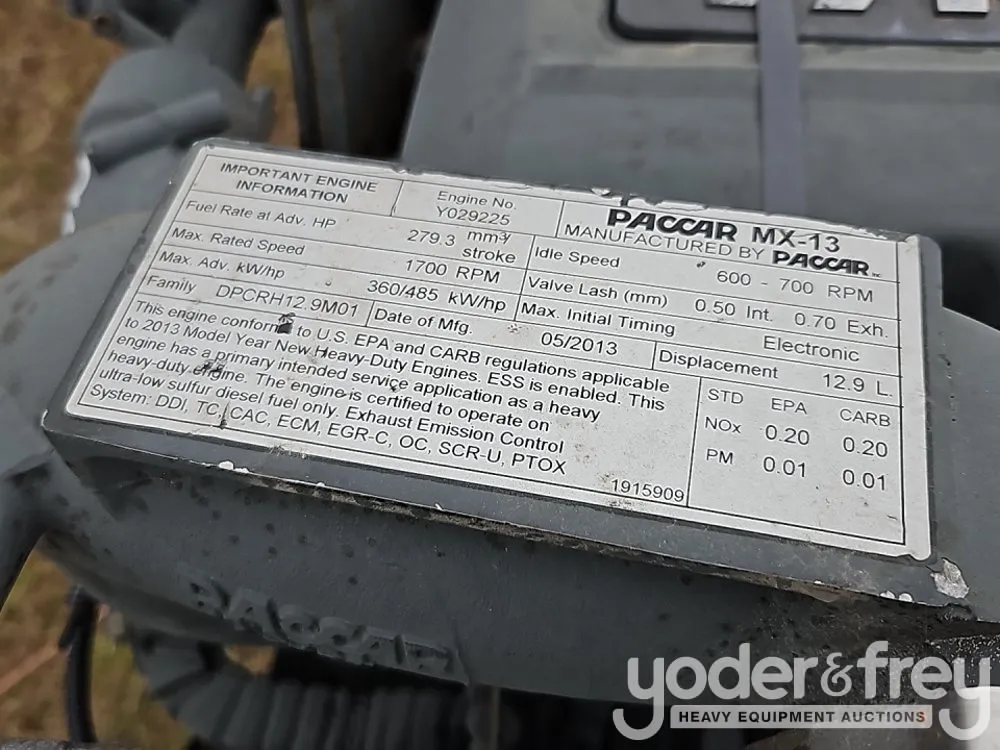 IMPORTANT ENGINE
INFORMATION
Engine No.
Y029225
PACCAR MX-13
MANUFACTURED BY PACCAR INC
Fuel Rate at Adv. HP 279.3 mm³/
stroke
Idle Speed 600 - 700 RPM
Max. Rated Speed 1700 RPM
Valve Lash (mm) 0.50 Int. 0.70 Exh.
Max. Adv. kW/hp 360/485 kW/hp
Max. Initial Timing Electronic
Family DPCRH12.9M01
Date of Mfg. 05/2013
Displacement 12.9 L.
This engine conforms to U.S. EPA and CARB regulations applicable
to 2013 Model Year New Heavy-Duty Engines. ESS is enabled. This
engine has a primary intended service application as a heavy
heavy-duty engine. The engine is certified to operate on
ultra-low sulfur diesel fuel only. Exhaust Emission Control
System: DDI, TC, CAC, ECM, EGR-C, OC, SCR-U, PTOX
1915909
STD EPA CARB
NOx 0.20 0.20
PM 0.01 0.01
PACCAR
yoder&frey
HEAVY EQUIPMENT AUCTIONS